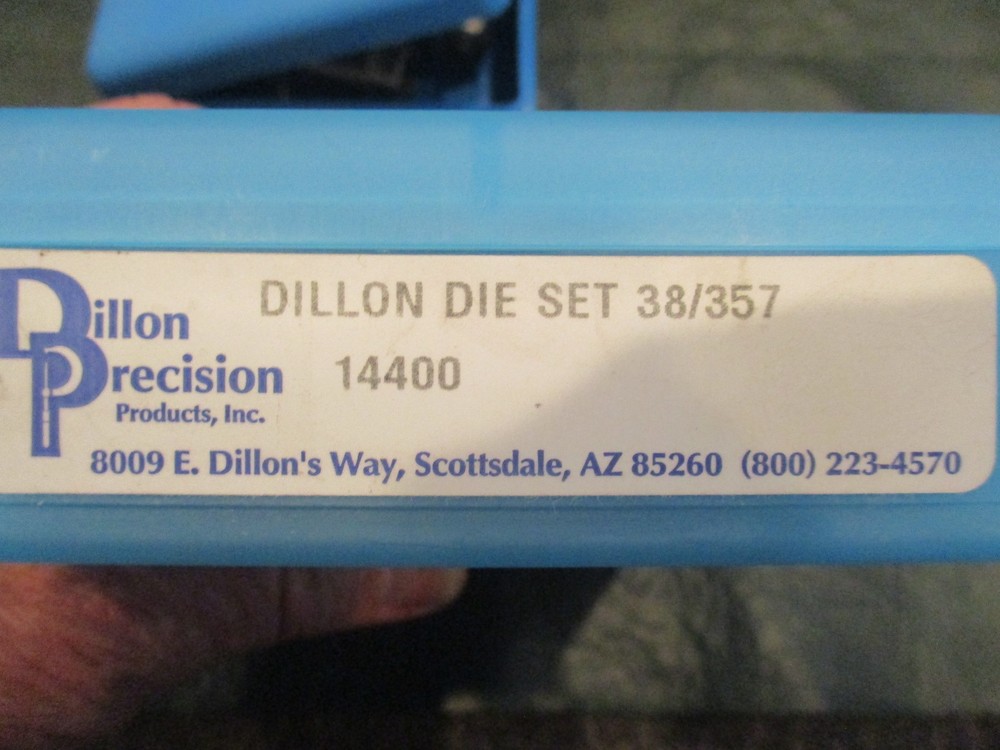 Dillon
Precision
Products, Inc.
DILLON DIE SET 38/357
14400
8009 E. Dillon's Way, Scottsdale, AZ 85260 (800) 223-4570